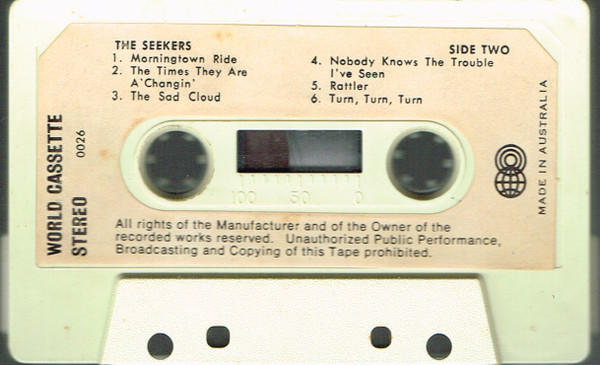 THE SEEKERS
SIDE TWO
1. Morningtown Ride
2. The Times They Are
A'Changin'
3. The Sad Cloud
4. Nobody Knows The Trouble
I've Seen
5. Rattler
6. Turn, Turn, Turn
WORLD CASSETTE
STEREO 0026
100 50 0
MADE IN AUSTRALIA
All rights of the Manufacturer and of the Owner of the
recorded works reserved. Unauthorized Public Performance,
Broadcasting and Copying of this Tape prohibited.